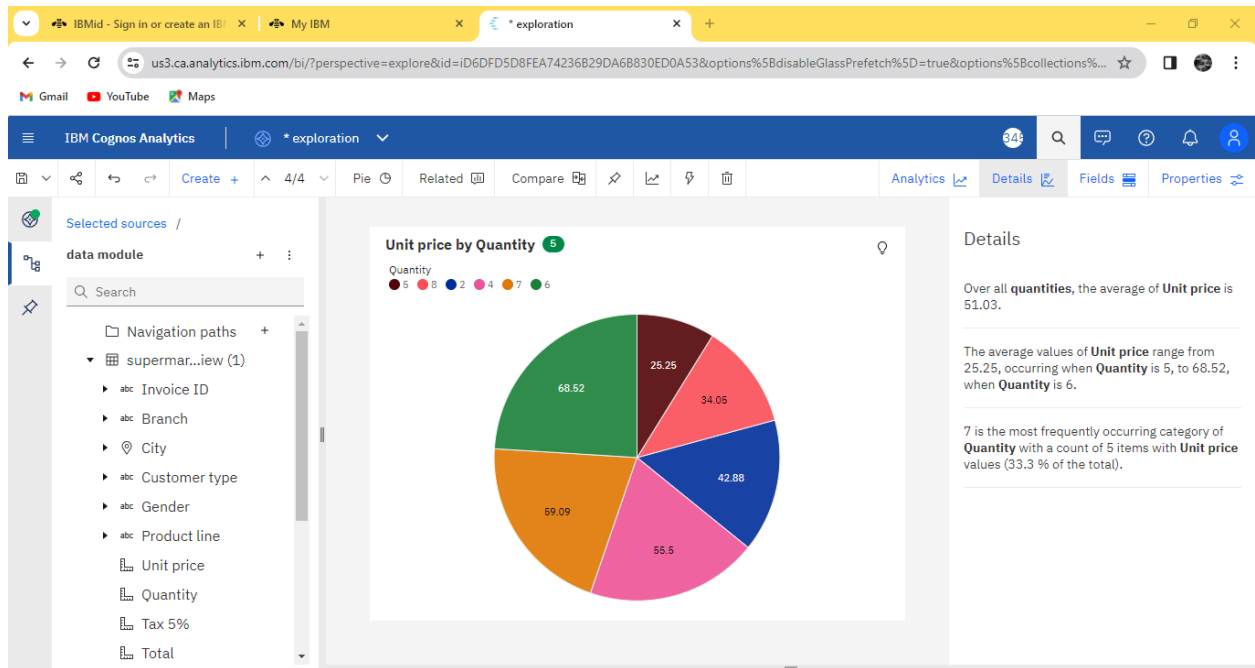 IBMid - Sign in or create an IB
My IBM
* exploration
us3.ca.analytics.ibm.com/bi/?perspective=explore&id=iD6DFD5D8FEA74236B29DA6B830ED0A53&options%5BdisableGlassPrefetch%5D=true&options%5Bcollections%...
Gmail YouTube Maps
IBM Cognos Analytics
* exploration
Create +
4/4
Pie
Related
Compare
Analytics
Details
Fields
Properties
Selected sources /
data module
Search
Navigation paths +
supermar...iew (1)
abc Invoice ID
abc Branch
City
abc Customer type
abc Gender
abc Product line
Unit price
Quantity
Tax 5%
Total
Unit price by Quantity 5
Quantity
5 8 2 4 7 6
25.25
68.52
34.05
42.88
59.09
55.5
Details
Over all quantities, the average of Unit price is
51.03.
The average values of Unit price range from
25.25, occurring when Quantity is 5, to 68.52,
when Quantity is 6.
7 is the most frequently occurring category of
Quantity with a count of 5 items with Unit price
values (33.3 % of the total).